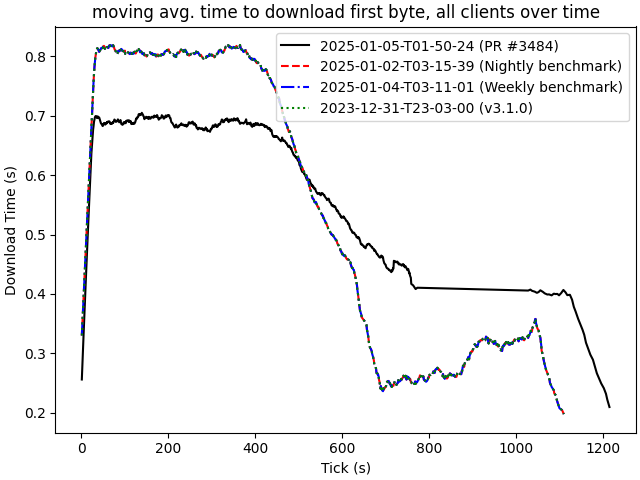 moving avg. time to download first byte, all clients over time
2025-01-05-T01-50-24 (PR #3484)
2025-01-02-T03-15-39 (Nightly benchmark)
2025-01-04-T03-11-01 (Weekly benchmark)
2023-12-31-T23-03-00 (v3.1.0)
Download Time (s)
0.8
0.7
0.6
0.5
0.4
0.3
0.2
0 200 400 600 800 1000 1200
Tick (s)